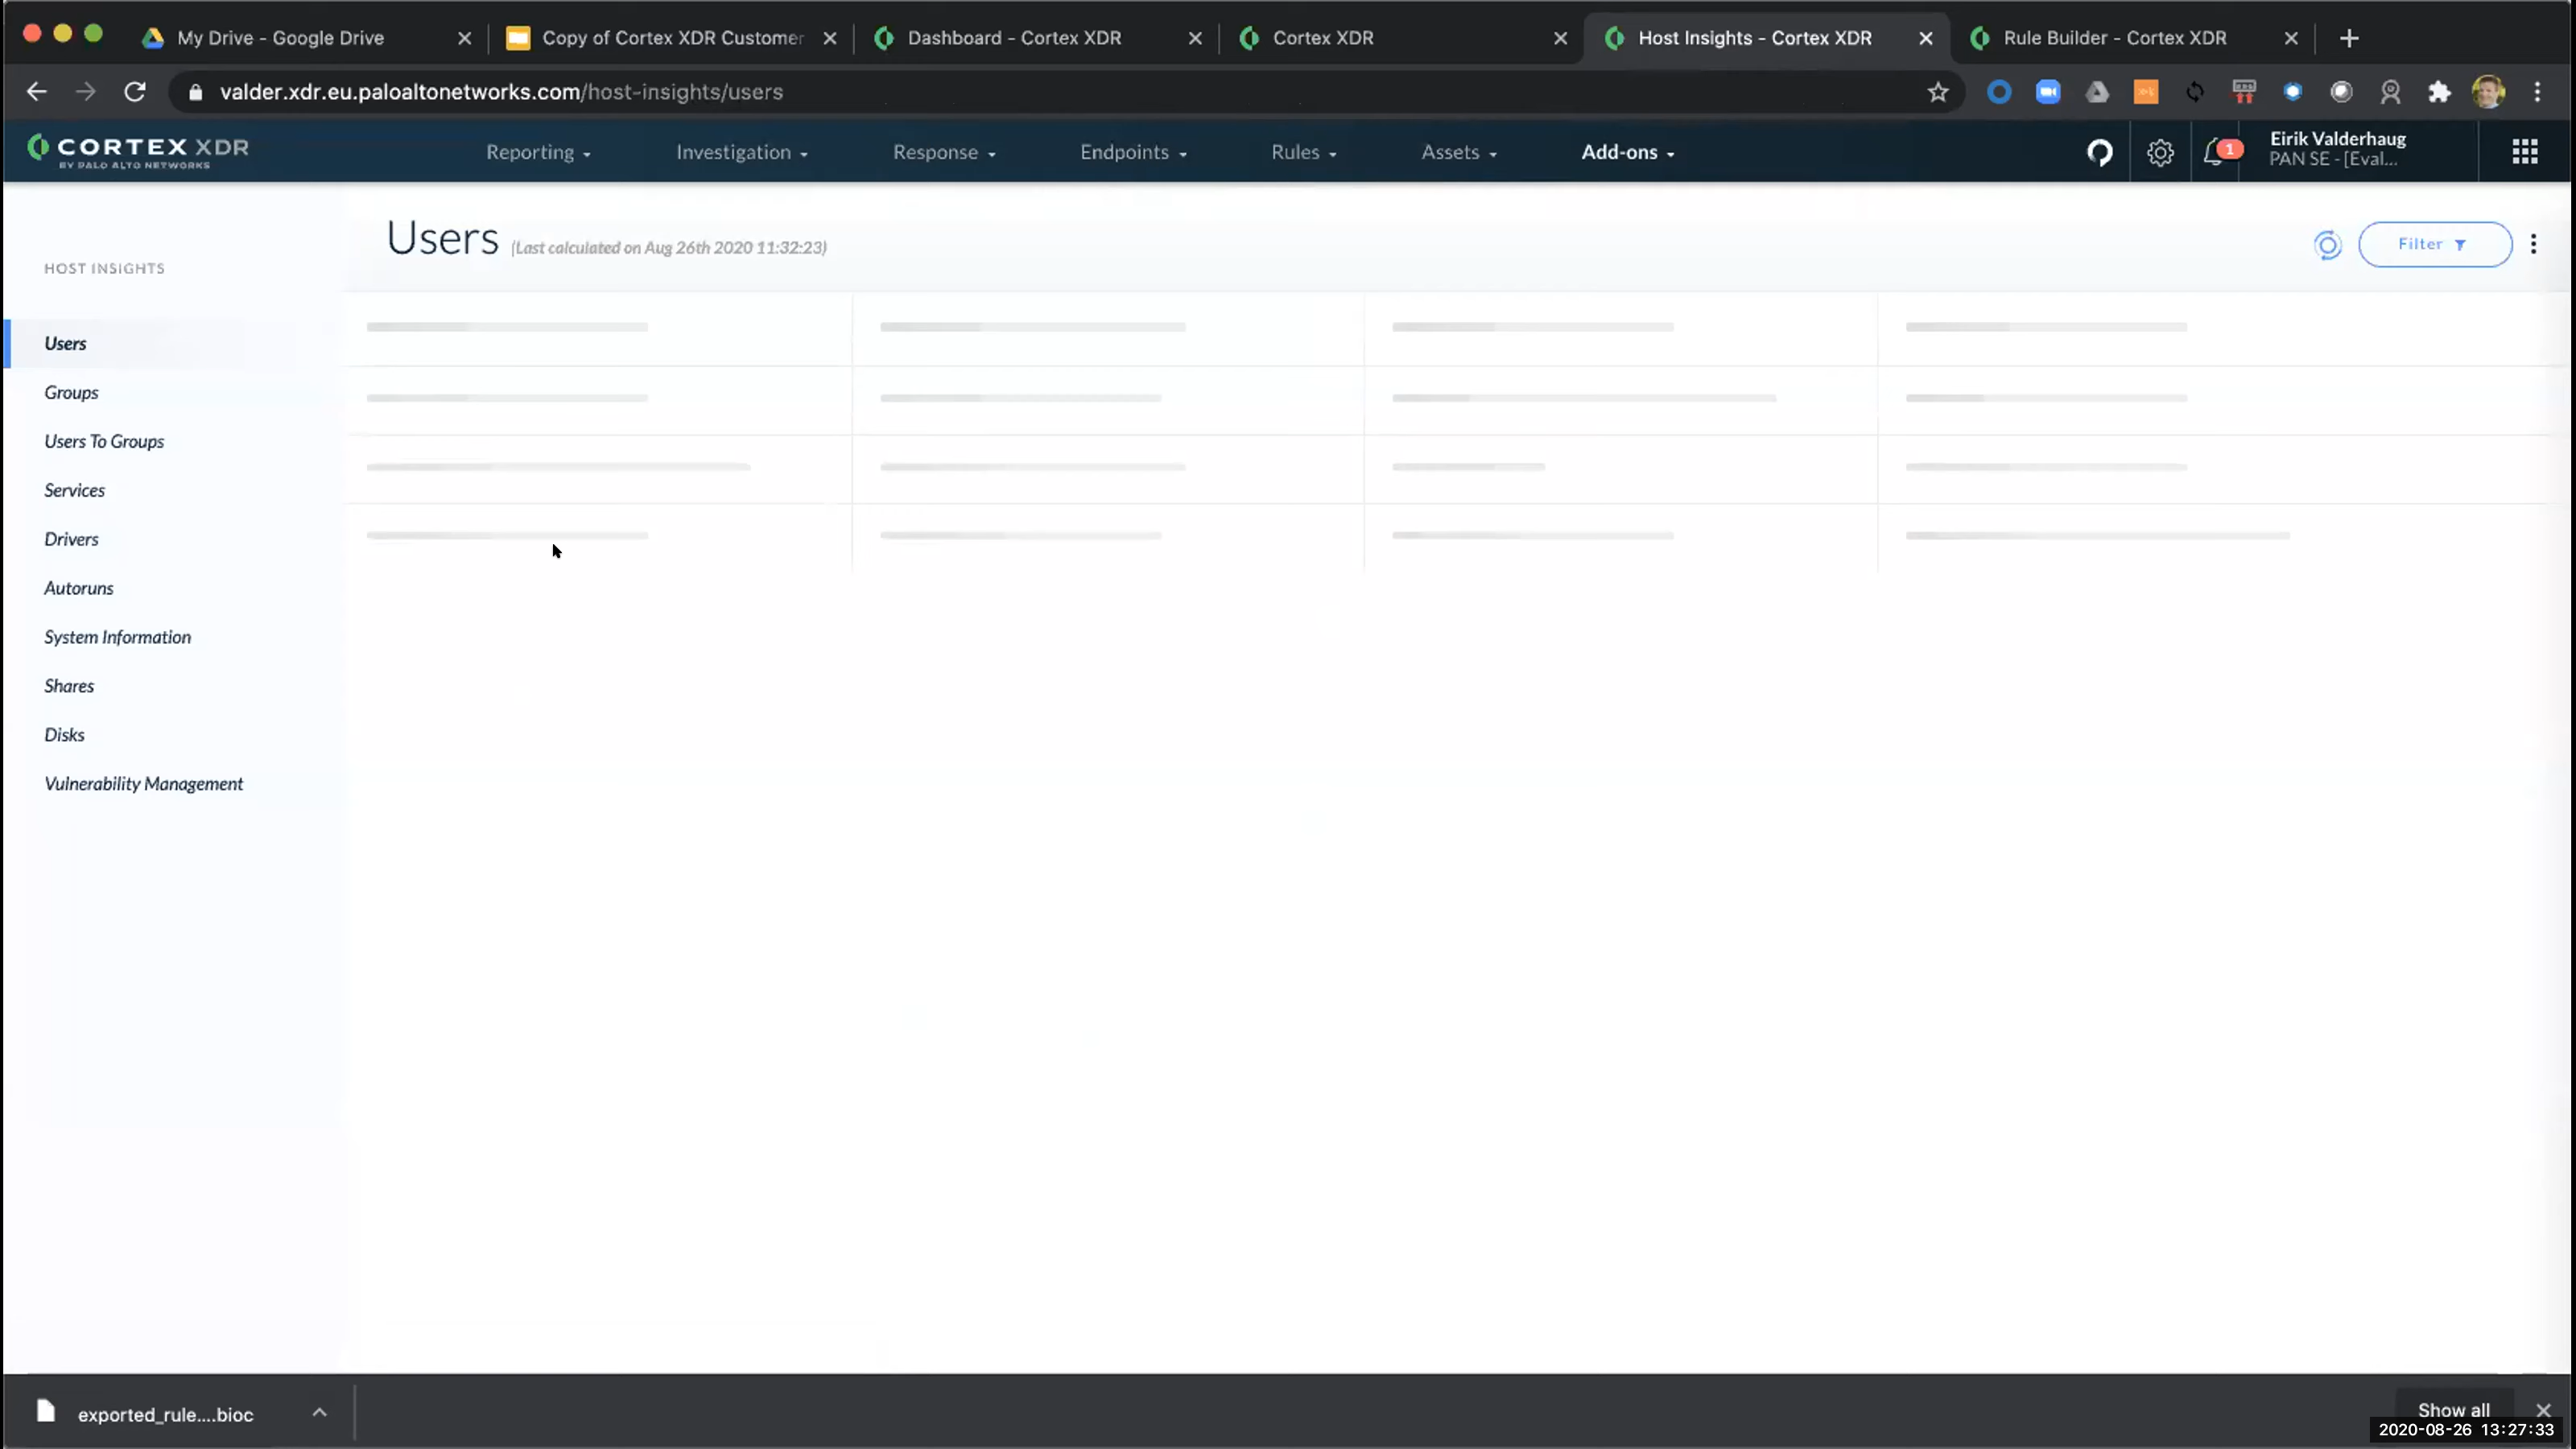 My Drive - Google Drive
Copy of Cortex XDR Customer
Dashboard - Cortex XDR
Cortex XDR
Host Insights - Cortex XDR
Rule Builder - Cortex XDR
valder.xdr.eu.paloaltonetworks.com/host-insights/users
CORTEX XDR
BY PALO ALTO NETWORKS
Reporting
Investigation
Response
Endpoints
Rules
Assets
Add-ons
1
Eirik Valderhaug
PAN SE - [Eval...
HOST INSIGHTS
Users
Groups
Users To Groups
Services
Drivers
Autoruns
System Information
Shares
Disks
Vulnerability Management
Users (Last calculated on Aug 26th 2020 11:32:23)
Filter
exported_rule....bioc
Show all
2020-08-26 13:27:33